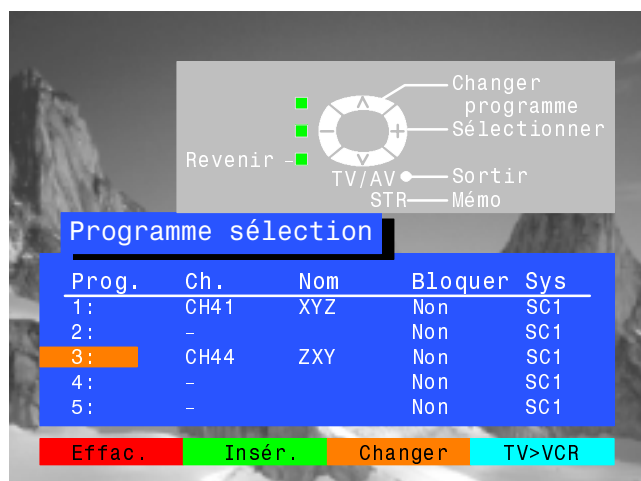 Changer
programme
Sélectionner
Revenir –
TV/AV Sortir
STR Mémo
Programme sélection
Prog. Ch. Nom Bloquer Sys
1: CH41 XYZ Non SC1
2: – Non SC1
3: CH44 ZXY Non SC1
4: – Non SC1
5: – Non SC1
Effac. Insér. Changer TV>VCR